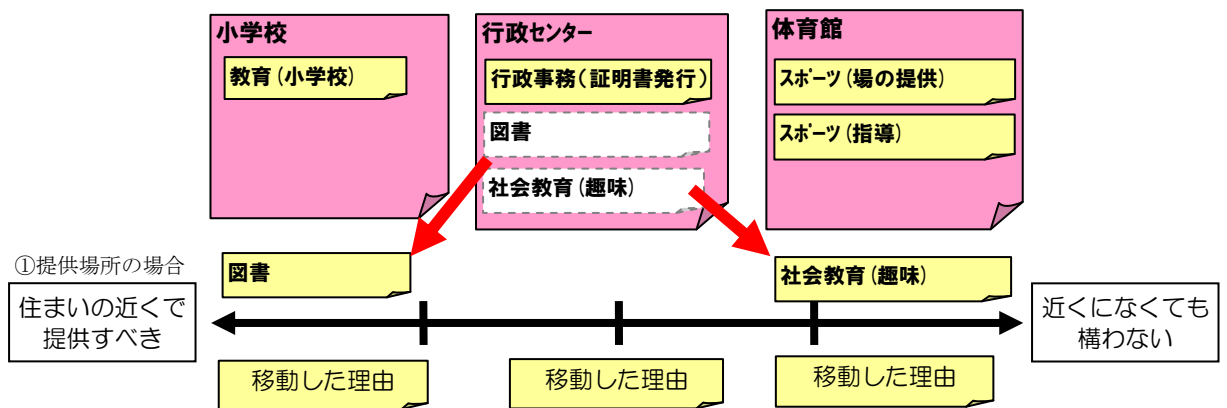 小学校
教育(小学校)
行政センター
行政事務(証明書発行)
図書
社会教育(趣味)
体育館
スポーツ(場の提供)
スポーツ(指導)
①提供場所の場合
住まいの近くで
提供すべき
図書
社会教育(趣味)
近くになくても
構わない
移動した理由
移動した理由
移動した理由